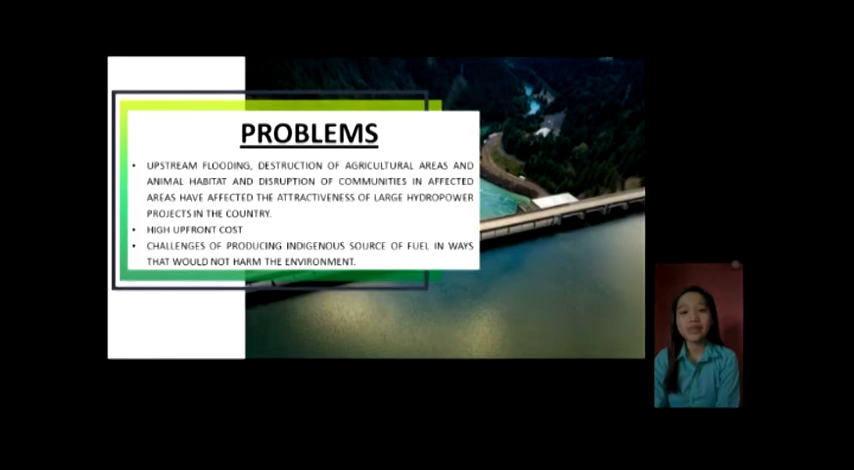 PROBLEMS
• UPSTREAM FLOODING, DESTRUCTION OF AGRICULTURAL AREAS AND
ANIMAL HABITAT AND DISRUPTION OF COMMUNITIES IN AFFECTED
AREAS HAVE AFFECTED THE ATTRACTIVENESS OF LARGE HYDROPOWER
PROJECTS IN THE COUNTRY.
• HIGH UPFRONT COST
• CHALLENGES OF PRODUCING INDIGENOUS SOURCE OF FUEL IN WAYS
THAT WOULD NOT HARM THE ENVIRONMENT.